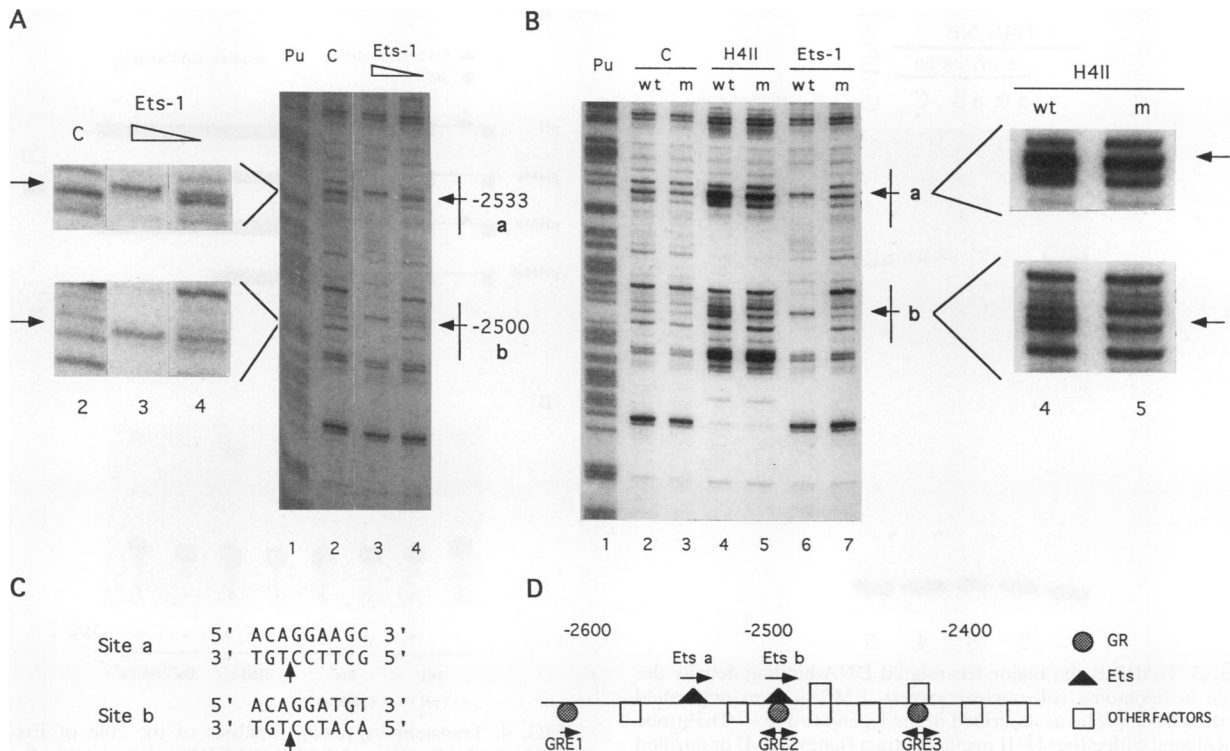 A
Pu C Ets-1
Ets-1
C
-2533
a
-2500
b
2 3 4
1 2 3 4
B
Pu C H4II Ets-1
wt m wt m wt m
a
b
1 2 3 4 5 6 7
H4II
wt m
4 5
C
Site a
5' ACAGGAAGC 3'
3' TGTCCTTCG 5'
Site b
5' ACAGGATGT 3'
3' TGTCCTACA 5'
D
-2600 -2500 -2400
Ets a Ets b
GRE1 GRE2 GRE3
GR
Ets
OTHER FACTORS